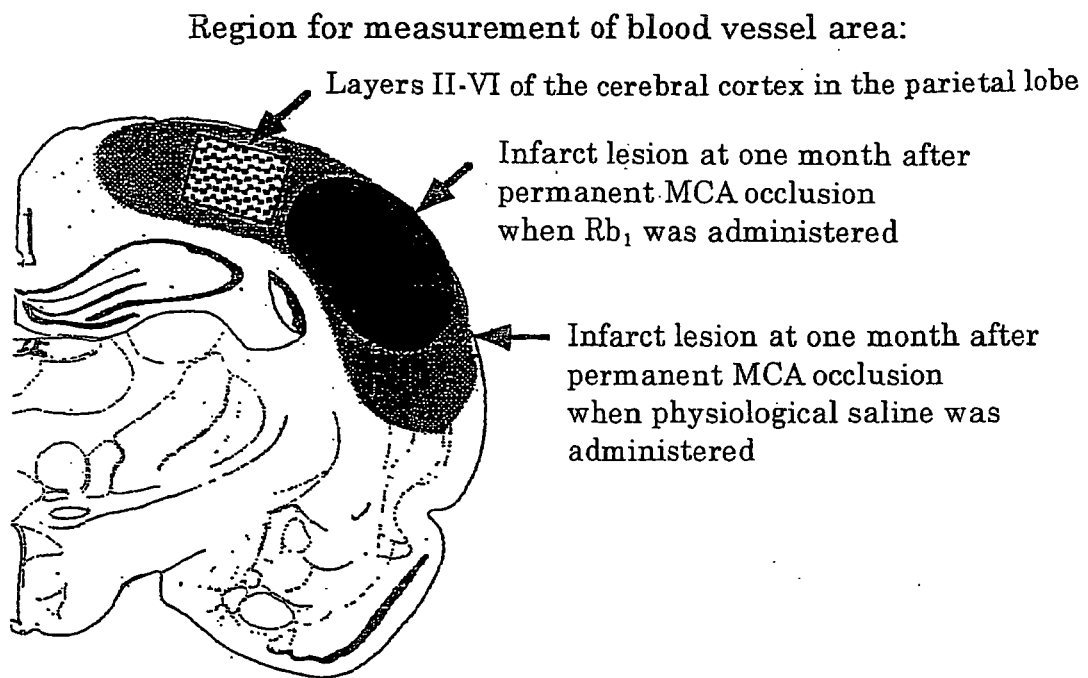 Region for measurement of blood vessel area:
Layers II-VI of the cerebral cortex in the parietal lobe
Infarct lesion at one month after
permanent MCA occlusion
when Rb₁ was administered
Infarct lesion at one month after
permanent MCA occlusion
when physiological saline was
administered